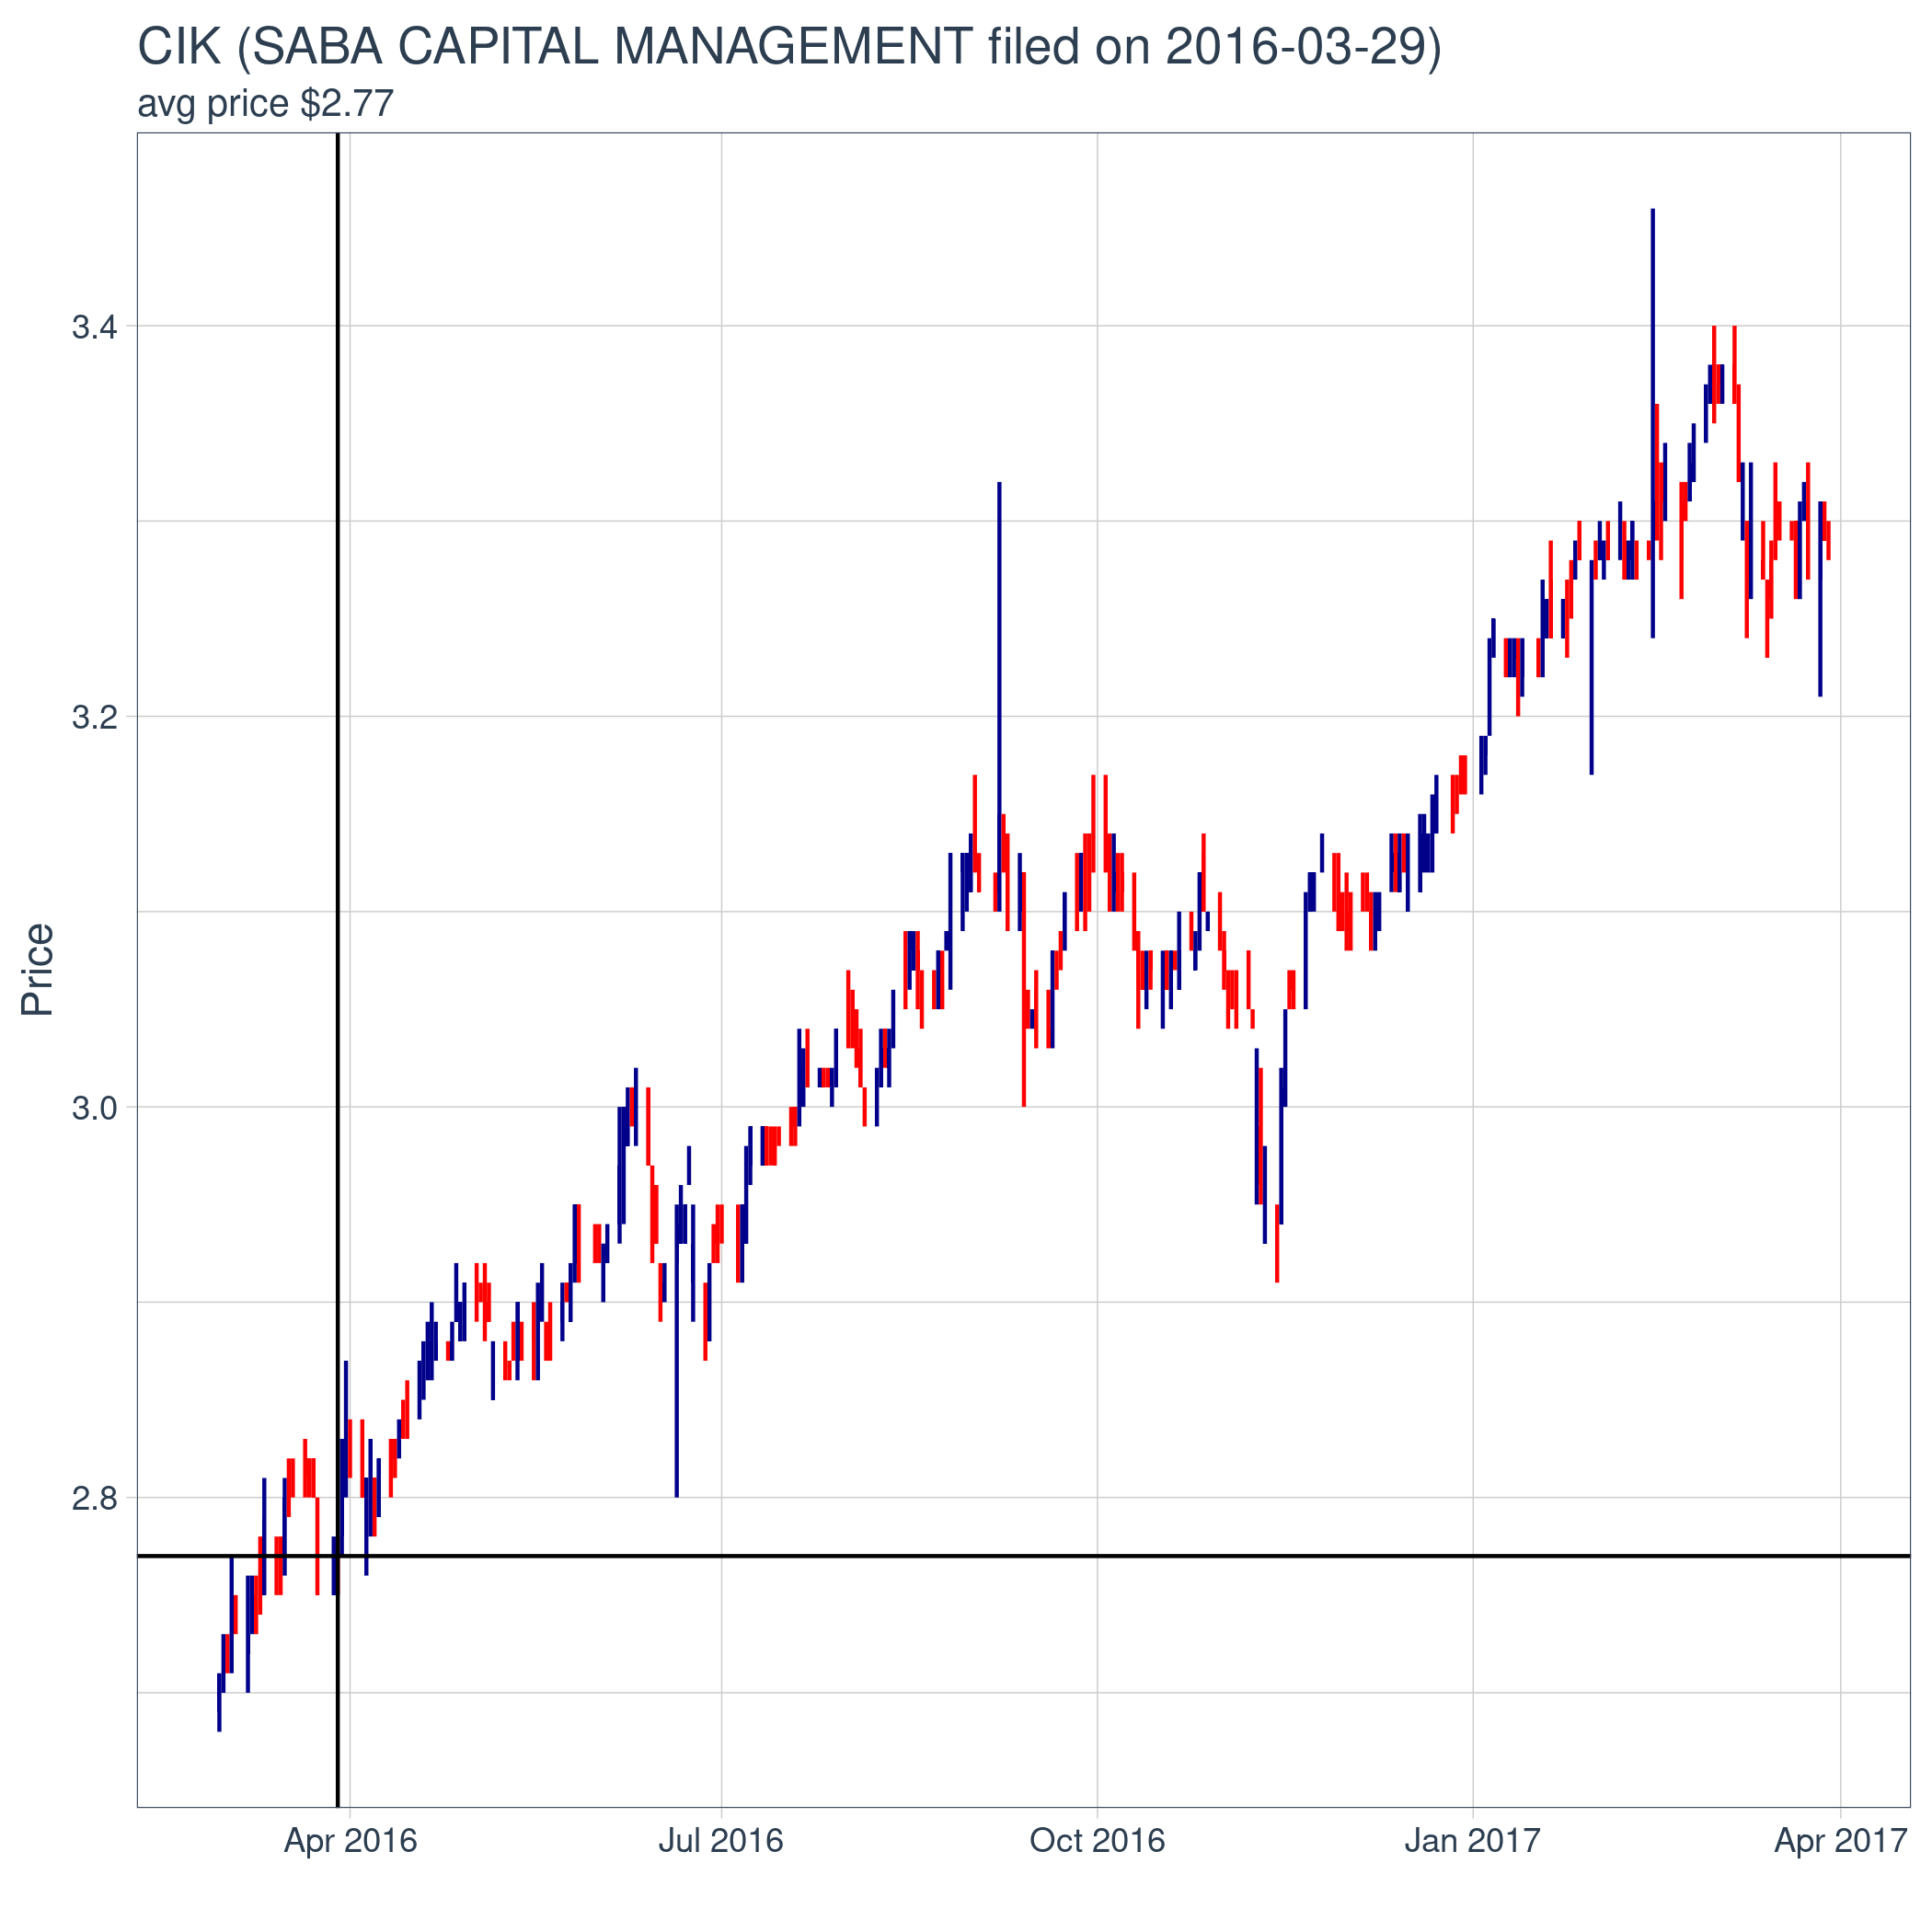 CIK (SABA CAPITAL MANAGEMENT filed on 2016-03-29)
avg price $2.77
Price
3.4
3.2
3.0
2.8
Apr 2016
Jul 2016
Oct 2016
Jan 2017
Apr 2017